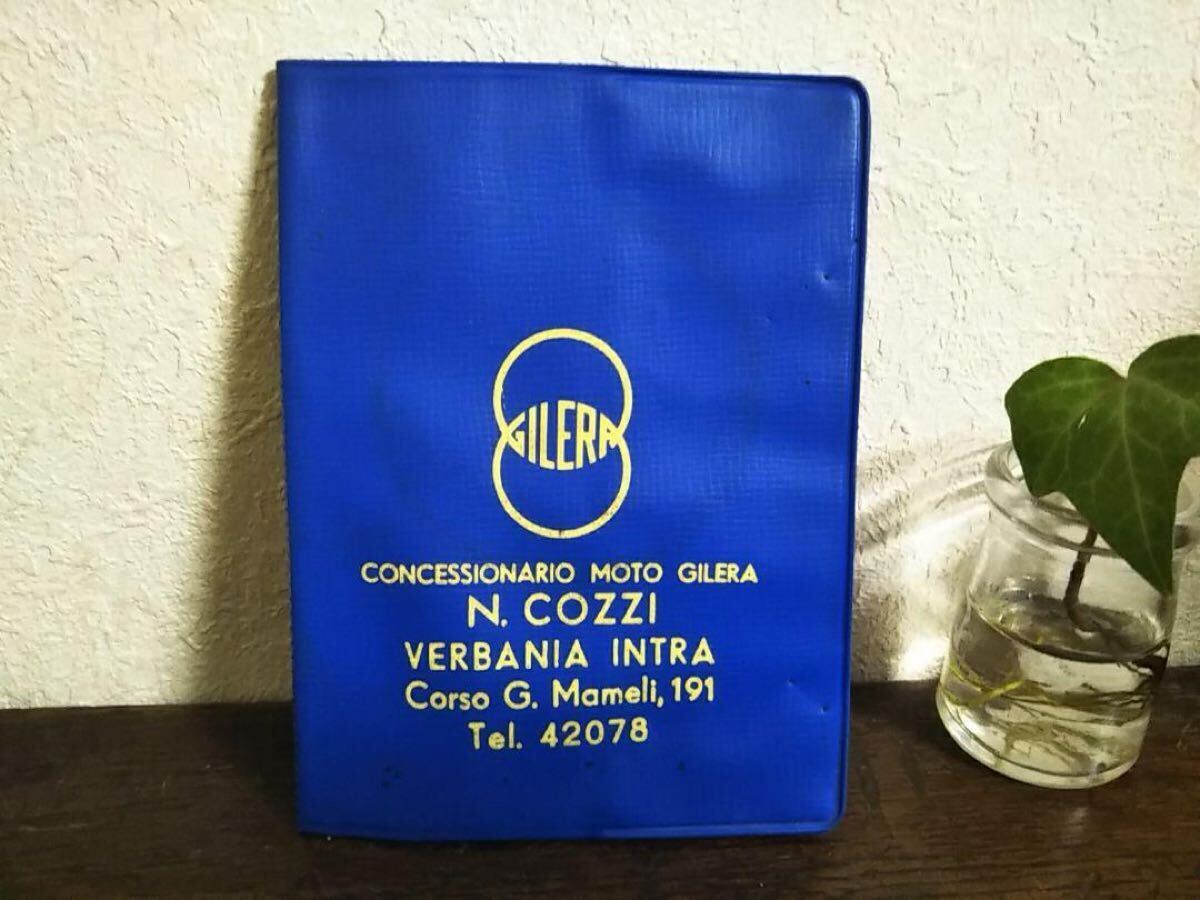 GILERA
CONCESSIONARIO MOTO GILERA
N. COZZI
VERBANIA INTRA
Corso G. Mameli, 191
Tel. 42078